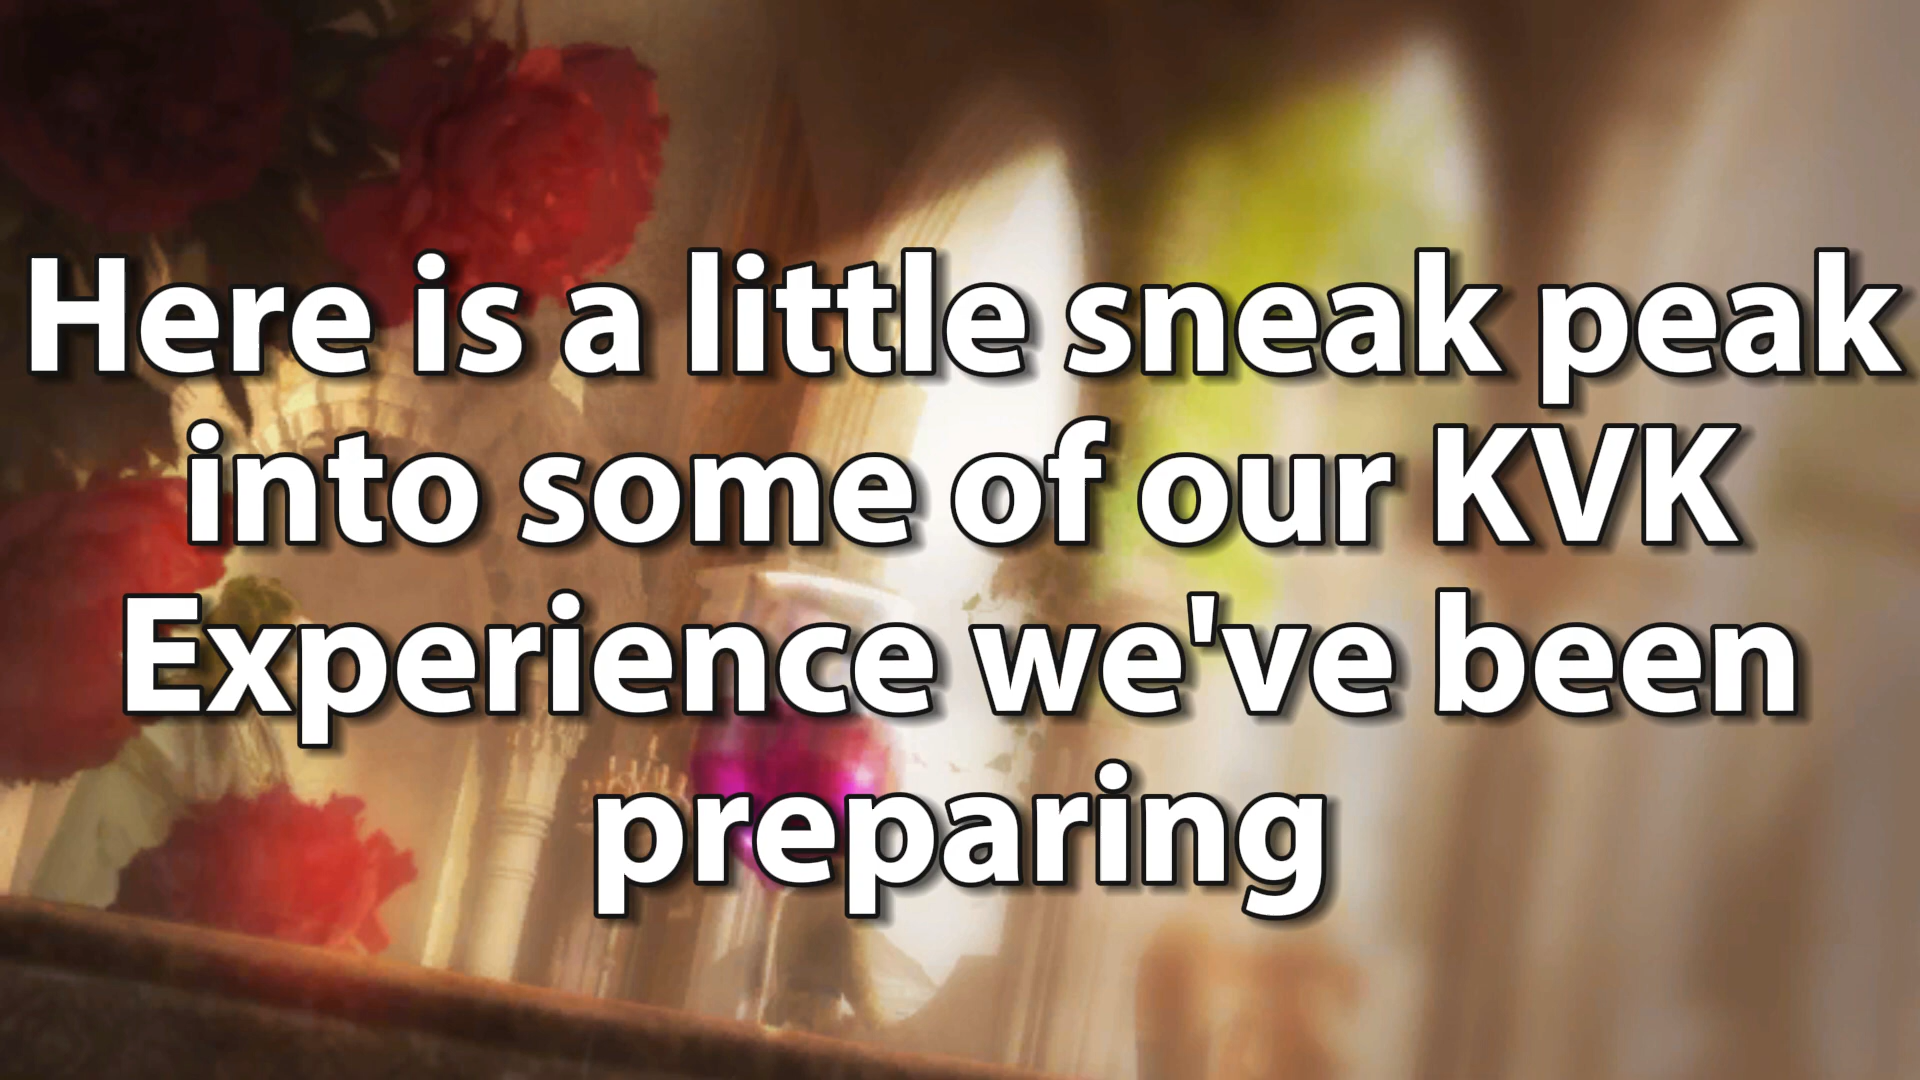 Here is a little sneak peak
into some of our KVK
Experience we've been
preparing